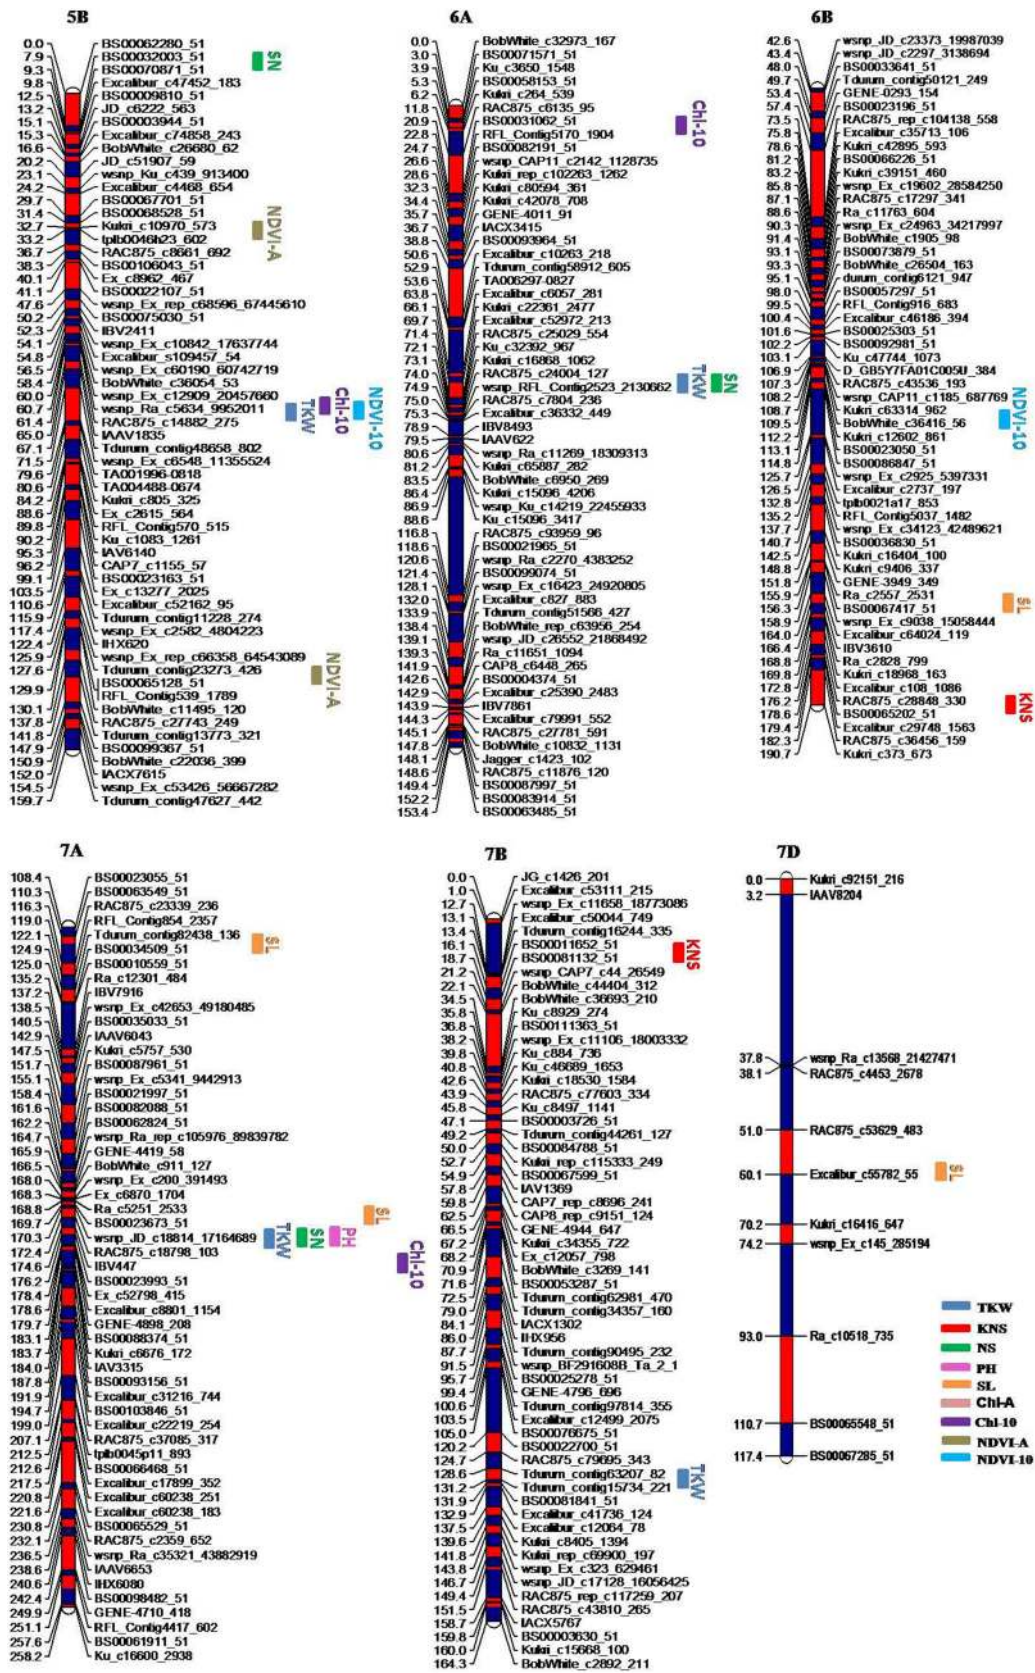 5B
0.0 BS00062280_51
7.9 BS00032003_51
9.3 BS00070871_51
9.8 Excalibur_c47452_183
12.5 BS00009810_51
13.2 JD_c6222_563
15.1 BS00003944_51
15.3 Excalibur_c74858_243
16.6 BobWhite_c26680_62
20.2 JD_c51907_59
23.1 wsnp_Ku_c439_913400
24.2 Excalibur_c4468_654
29.7 BS00067701_51
31.4 BS00068528_51
32.7 Kukri_c10970_573
33.2 tplb0046h23_602
36.7 RAC875_c8661_692
38.3 BS00106043_51
40.1 Ex_c8962_467
41.1 BS00022107_51
47.6 wsnp_Ex_rep_c68596_67445610
50.2 BS00075030_51
52.3 IBV2411
54.1 wsnp_Ex_c10842_17637744
54.8 Excalibur_s109457_54
56.5 wsnp_Ex_c60190_60742719
58.4 BobWhite_c36054_53
60.0 wsnp_Ex_c12909_20457660
60.7 wsnp_Ra_c5634_9952011
61.4 RAC875_c14882_275
65.0 IAAV1835
67.1 Tdurum_contig48658_802
71.5 wsnp_Ex_c6548_11355524
79.6 TA001996-0818
80.6 TA004488-0674
84.2 Kukri_c805_325
88.6 Ex_c2615_564
89.8 RFL_Contig570_515
90.2 Ku_c1083_1261
95.3 IAV6140
96.2 CAP7_c1155_57
99.1 BS00023163_51
103.5 Ex_c13277_2025
110.6 Excalibur_c52162_95
115.9 Tdurum_contig11228_274
117.4 wsnp_Ex_c2582_4804223
122.4 IHX620
125.9 wsnp_Ex_rep_c66358_64543089
127.6 Tdurum_contig23273_426
129.9 BS00065128_51
RFL_Contig539_1789
130.1 BobWhite_c11495_120
137.8 RAC875_c27743_249
141.8 Tdurum_contig13773_321
147.9 BS00099367_51
150.9 BobWhite_c22036_399
152.0 IACX7615
154.5 wsnp_Ex_c53426_56667282
159.7 Tdurum_contig47627_442
SN
NDVI-A
TKW
Chl-10
NDVI-10
NDVI-A
6A
0.0 BobWhite_c32973_167
3.0 BS00071571_51
3.9 Ku_c3650_1548
5.3 BS00058153_51
6.2 Kukri_c264_539
11.8 RAC875_c6135_95
20.9 BS00031062_51
22.8 RFL_Contig5170_1904
24.7 BS00082191_51
26.6 wsnp_CAP11_c2142_1128735
28.6 Kukri_rep_c102263_1262
32.3 Kukri_c80594_361
34.4 Kukri_c42078_708
35.7 GENE-4011_91
36.7 IACX3415
38.8 BS00093964_51
50.6 Excalibur_c10263_218
52.9 Tdurum_contig58912_605
53.6 TA006297-0827
63.8 Excalibur_c6057_281
66.1 Kukri_c22361_2477
69.7 Excalibur_c52972_213
71.4 RAC875_c25029_554
72.1 Ku_c32392_967
73.1 Kukri_c16868_1062
74.0 RAC875_c24004_127
74.9 wsnp_RFL_Contig2523_2130662
75.0 RAC875_c7804_236
75.3 Excalibur_c36332_449
78.9 IBV8493
79.5 IAAV622
80.6 wsnp_Ra_c11269_18309313
81.2 Kukri_c65887_282
83.5 BobWhite_c6950_269
86.4 Kukri_c15096_4206
86.9 wsnp_Ku_c14219_22455933
88.6 Ku_c15096_3417
116.8 RAC875_c93959_96
118.6 BS00021965_51
120.6 wsnp_Ra_c2270_4383252
121.4 BS00099074_51
128.1 wsnp_Ex_c16423_24920805
132.0 Excalibur_c827_883
133.9 Tdurum_contig51566_427
138.4 BobWhite_rep_c63956_254
139.1 wsnp_JD_c26552_21868492
139.3 Ra_c11651_1094
141.9 CAP8_c6448_265
142.6 BS00004374_51
142.9 Excalibur_c25390_2483
143.9 IBV7861
144.3 Excalibur_c79991_552
145.1 RAC875_c27781_591
147.8 BobWhite_c10832_1131
148.1 Jagger_c1423_102
148.6 RAC875_c11876_120
149.4 BS00087997_51
152.2 BS00083914_51
153.4 BS00063485_51
Chl-10
TKW
SN
6B
42.6 wsnp_JD_c23373_19987039
43.4 wsnp_JD_c2297_3138694
48.0 BS00033641_51
49.7 Tdurum_contig50121_249
53.4 GENE-0293_154
57.4 BS00023196_51
73.5 RAC875_rep_c104138_558
75.8 Excalibur_c35713_106
78.6 Kukri_c42895_593
81.2 BS00066226_51
83.2 Kukri_c39151_460
85.8 wsnp_Ex_c19602_28584250
87.1 RAC875_c17297_341
88.6 Ra_c11763_604
90.3 wsnp_Ex_c24963_34217997
91.4 BobWhite_c1905_98
93.1 BS00073879_51
93.3 BobWhite_c26504_163
95.1 durum_contig6121_947
98.0 BS00057297_51
99.5 RFL_Contig916_683
100.4 Excalibur_c46186_394
101.6 BS00025303_51
102.2 BS00092981_51
103.1 Ku_c47744_1073
106.9 D_GB5Y7FA01C005U_384
107.3 RAC875_c43536_193
108.2 wsnp_CAP11_c1185_687769
108.7 Kukri_c63314_962
109.5 BobWhite_c36416_56
112.2 Kukri_c12602_861
113.1 BS00023050_51
114.8 BS00086847_51
125.7 wsnp_Ex_c2925_5397331
126.5 Excalibur_c2737_197
132.8 tplb0021a17_853
135.2 RFL_Contig5037_1482
137.7 wsnp_Ex_c34123_42489621
140.7 BS00036830_51
142.5 Kukri_c16404_100
148.8 Kukri_c9406_337
151.8 GENE-3949_349
155.9 Ra_c2557_2531
156.3 BS00067417_51
158.9 wsnp_Ex_c9038_15058444
164.0 Excalibur_c64024_119
166.4 IBV3610
168.8 Ra_c2828_799
169.8 Kukri_c18968_163
172.8 Excalibur_c108_1086
176.2 RAC875_c28848_330
178.6 BS00065202_51
179.4 Excalibur_c29748_1563
182.3 RAC875_c36456_159
190.7 Kukri_c373_673
NDVI-10
SL
KNS
7A
108.4 BS00023055_51
110.3 BS00063549_51
116.3 RAC875_c23339_236
119.0 RFL_Contig854_2357
122.1 Tdurum_contig82438_136
124.9 BS00034509_51
125.0 BS00010559_51
135.2 Ra_c12301_484
137.2 IBV7916
138.5 wsnp_Ex_c42653_49180485
140.5 BS00035033_51
142.9 IAAV6043
147.5 Kukri_c5757_530
151.7 BS00087961_51
155.1 wsnp_Ex_c5341_9442913
158.4 BS00021997_51
161.6 BS00082088_51
162.2 BS00062824_51
164.7 wsnp_Ra_rep_c105976_89839782
165.9 GENE-4419_58
166.5 BobWhite_c911_127
168.0 wsnp_Ex_c200_391493
168.3 Ex_c6870_1704
168.8 Ra_c5251_2533
169.7 BS00023673_51
170.3 wsnp_JD_c18814_17164689
172.4 RAC875_c18798_103
174.6 IBV447
176.2 BS00023993_51
178.4 Ex_c52798_415
178.6 Excalibur_c8801_1154
179.7 GENE-4898_208
183.1 BS00088374_51
183.7 Kukri_c6676_172
184.0 IAV3315
187.8 BS00093156_51
191.9 Excalibur_c31216_744
194.7 BS00103846_51
199.0 Excalibur_c22219_254
207.1 RAC875_c37085_317
212.5 tplb0045p11_893
212.6 BS00066468_51
217.5 Excalibur_c17899_352
220.8 Excalibur_c60238_251
221.6 Excalibur_c60238_183
230.8 BS00065529_51
232.1 RAC875_c2359_652
236.5 wsnp_Ra_c35321_43882919
238.6 IAAV6653
240.6 IHX6080
242.4 BS00098482_51
249.9 GENE-4710_418
251.1 RFL_Contig4417_602
257.6 BS00061911_51
258.2 Ku_c16600_2938
SL
SL
TKW
SN
PH
Chl-10
7B
0.0 JG_c1426_201
1.0 Excalibur_c53111_215
12.7 wsnp_Ex_c11658_18773086
13.1 Excalibur_c50044_749
13.4 Tdurum_contig16244_335
16.1 BS00011652_51
18.7 BS00081132_51
21.2 wsnp_CAP7_c44_26549
22.1 BobWhite_c44404_312
34.5 BobWhite_c36693_210
35.8 Ku_c8929_274
36.8 BS00111363_51
38.2 wsnp_Ex_c11106_18003332
39.8 Ku_c884_736
40.8 Ku_c46689_1653
42.6 Kukri_c18530_1584
43.9 RAC875_c77603_334
45.8 Ku_c8497_1141
47.1 BS00003726_51
49.2 Tdurum_contig44261_127
50.0 BS00084788_51
52.7 Kukri_rep_c115333_249
54.9 BS00067599_51
57.8 IAV1369
59.8 CAP7_rep_c8696_241
62.5 CAP8_rep_c9151_124
66.5 GENE-4944_647
67.2 Kukri_c34355_722
68.2 Ex_c12057_798
70.9 BobWhite_c3269_141
71.6 BS00053287_51
72.5 Tdurum_contig62981_470
79.0 Tdurum_contig34357_160
84.1 IACX1302
86.0 IHX956
87.7 Tdurum_contig90495_232
91.5 wsnp_BF291608B_Ta_2_1
95.7 BS00025278_51
99.4 GENE-4796_696
100.6 Tdurum_contig97814_355
103.5 Excalibur_c12499_2075
105.0 BS00076675_51
120.2 BS00022700_51
124.7 RAC875_c79695_343
128.6 Tdurum_contig63207_82
131.2 Tdurum_contig15734_221
131.9 BS00081841_51
132.9 Excalibur_c41736_124
137.5 Excalibur_c12064_78
139.6 Kukri_c8405_1394
141.8 Kukri_rep_c69900_197
143.8 wsnp_Ex_c323_629461
146.7 wsnp_JD_c17128_16056425
149.4 RAC875_rep_c117259_207
151.5 RAC875_c43810_265
158.7 IACX5767
159.8 BS00003630_51
160.0 Kukri_c15668_100
164.3 BobWhite_c2892_211
KNS
TKW
7D
0.0 Kukri_c92151_216
3.2 IAAV8204
37.8 wsnp_Ra_c13568_21427471
38.1 RAC875_c4453_2678
51.0 RAC875_c53629_483
60.1 Excalibur_c55782_55
70.2 Kukri_c16416_647
74.2 wsnp_Ex_c145_285194
93.0 Ra_c10518_735
110.7 BS00065548_51
117.4 BS00067285_51
SL
TKW
KNS
NS
PH
SL
Chl-A
Chl-10
NDVI-A
NDVI-10